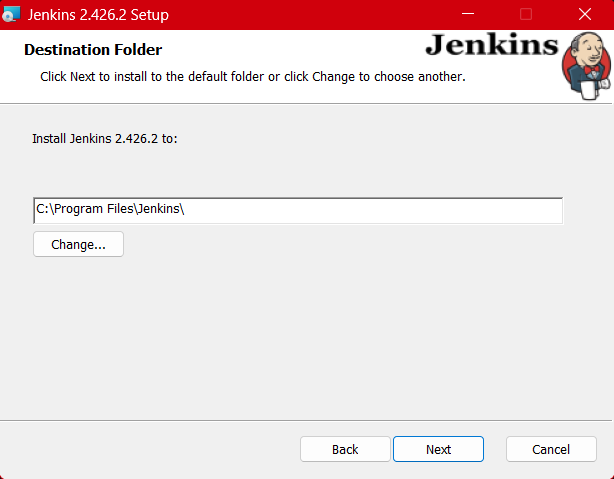 Jenkins 2.426.2 Setup
Destination Folder
Jenkins
Click Next to install to the default folder or click Change to choose another.
Install Jenkins 2.426.2 to:
C:\Program Files\Jenkins\
Change...
Back
Next
Cancel